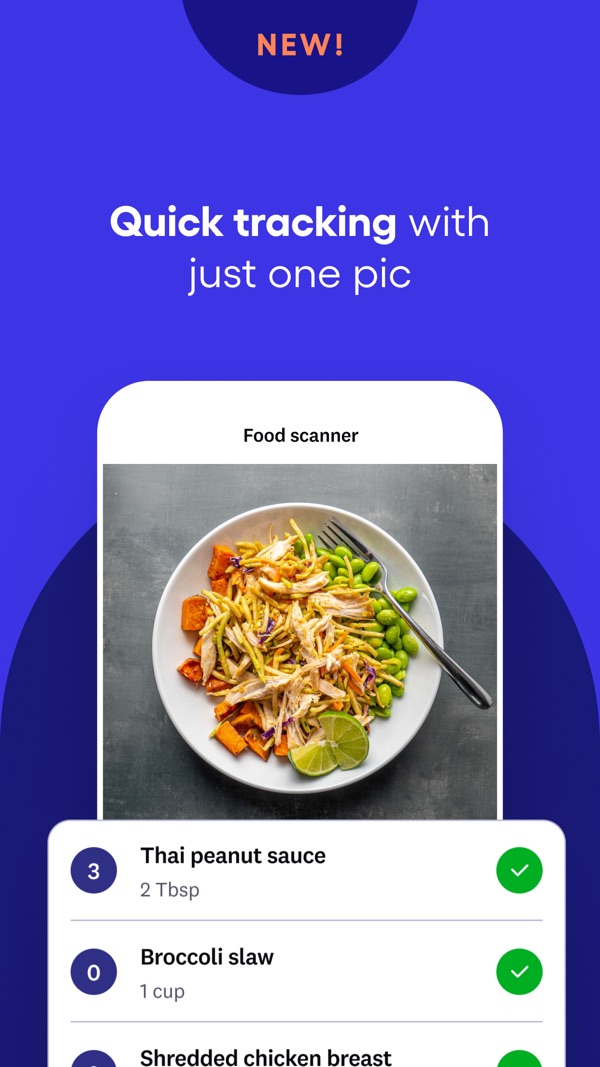 NEW!
Quick tracking with
just one pic
Food scanner
3
Thai peanut sauce
2 Tbsp
0
Broccoli slaw
1 cup
Shredded chicken breast